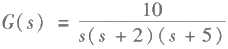 G(s) = 10 / s(s + 2)(s + 5)